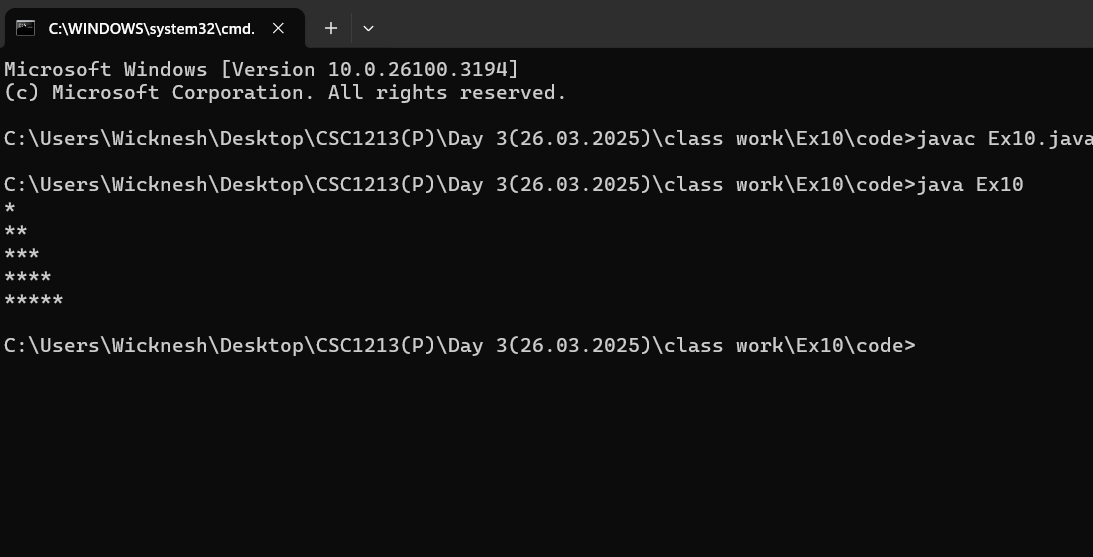 C:\WINDOWS\system32\cmd.
Microsoft Windows [Version 10.0.26100.3194]
(c) Microsoft Corporation. All rights reserved.
C:\Users\Wicknesh\Desktop\CSC1213(P)\Day 3(26.03.2025)\class work\Ex10\code>javac Ex10.java
C:\Users\Wicknesh\Desktop\CSC1213(P)\Day 3(26.03.2025)\class work\Ex10\code>java Ex10
*
**
***
****
*****
C:\Users\Wicknesh\Desktop\CSC1213(P)\Day 3(26.03.2025)\class work\Ex10\code>